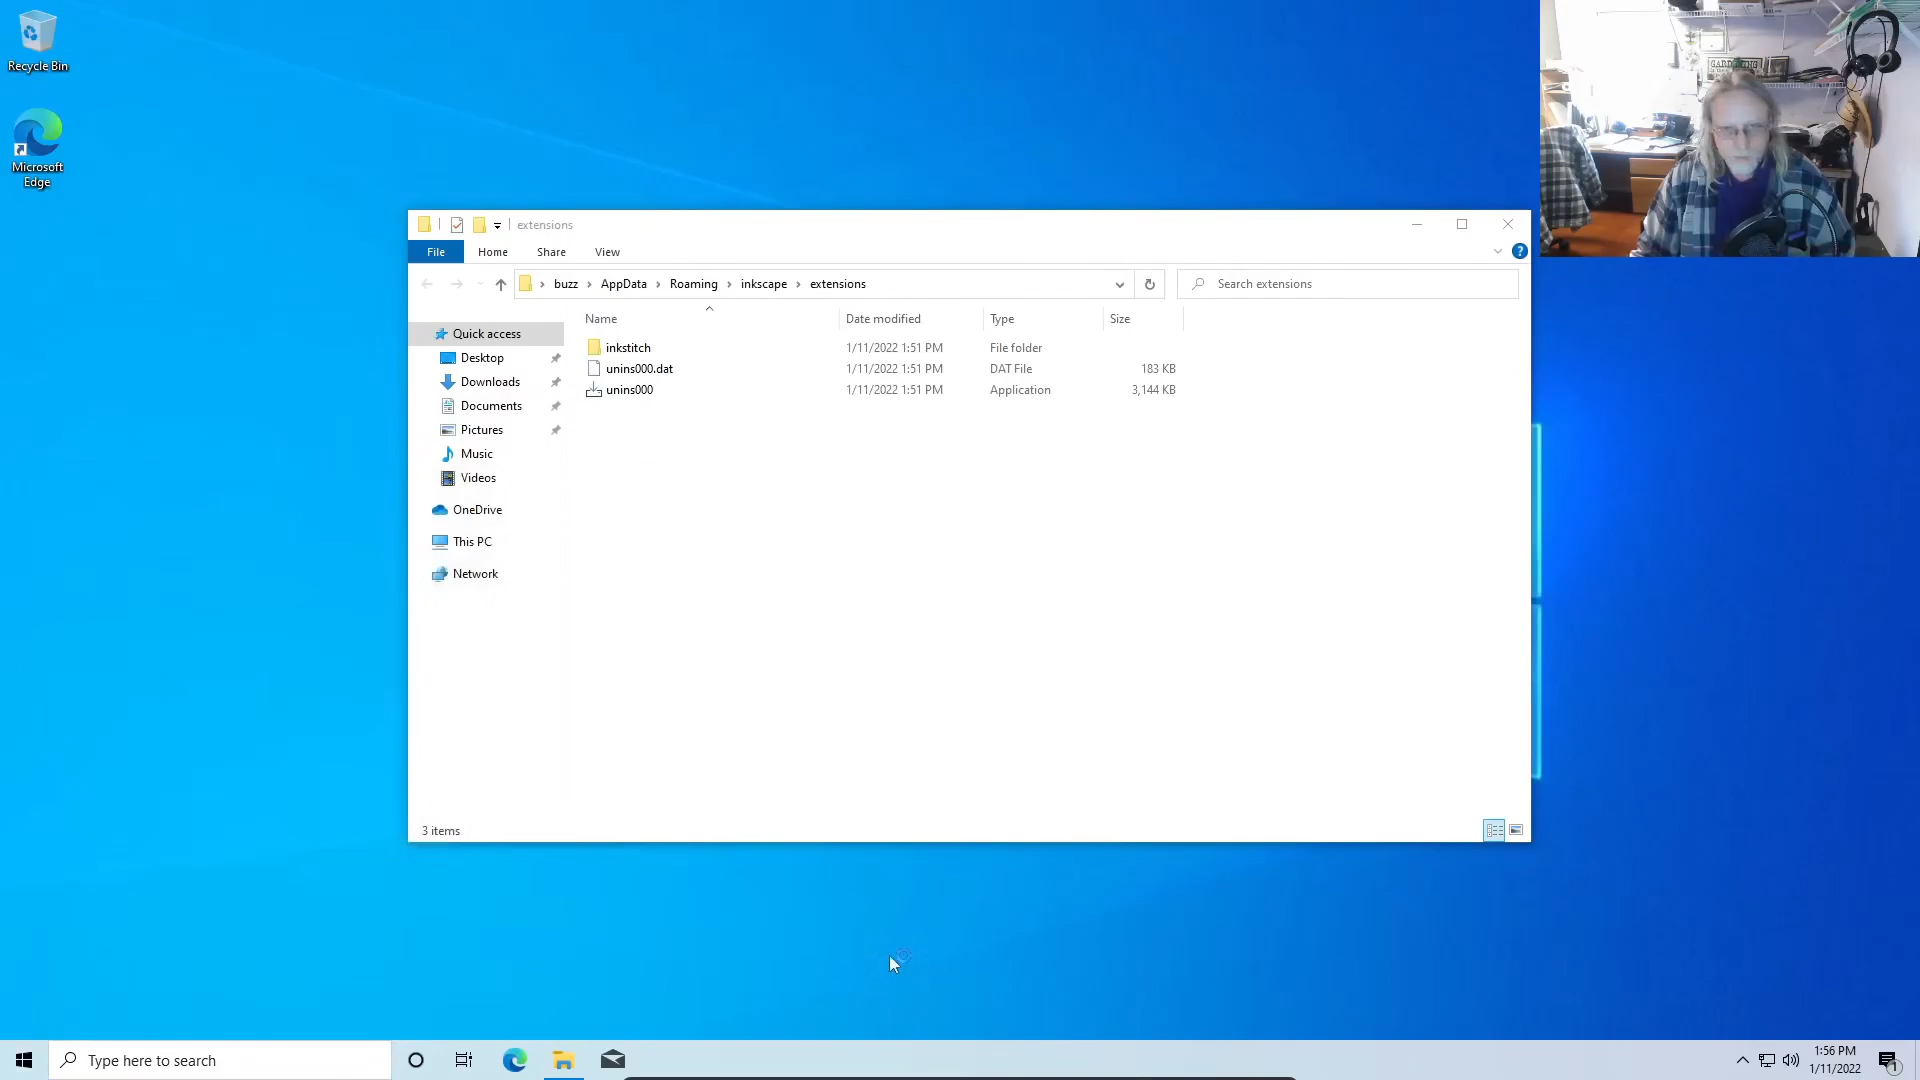 Recycle Bin
Microsoft
Edge
extensions
File
Home
Share
View
buzz
AppData
Roaming
inkscape
extensions
Search extensions
Name
Date modified
Type
Size
Quick access
Desktop
Downloads
Documents
Pictures
Music
Videos
OneDrive
This PC
Network
inkstitch
1/11/2022 1:51 PM
File folder
unins000.dat
1/11/2022 1:51 PM
DAT File
183 KB
unins000
1/11/2022 1:51 PM
Application
3,144 KB
3 items
GARDENING
Type here to search
1:56 PM
1/11/2022
1